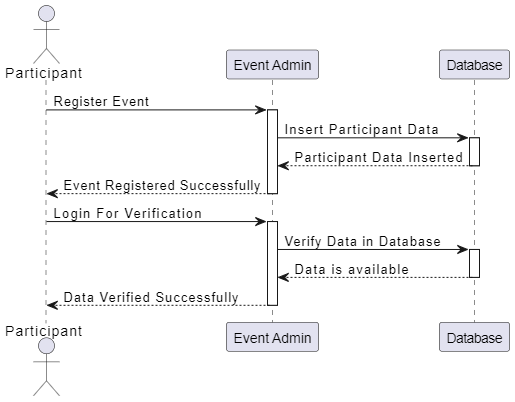 Participant
Event Admin
Database
Register Event
Insert Participant Data
Participant Data Inserted
Event Registered Successfully
Login For Verification
Verify Data in Database
Data is available
Data Verified Successfully
Participant
Event Admin
Database